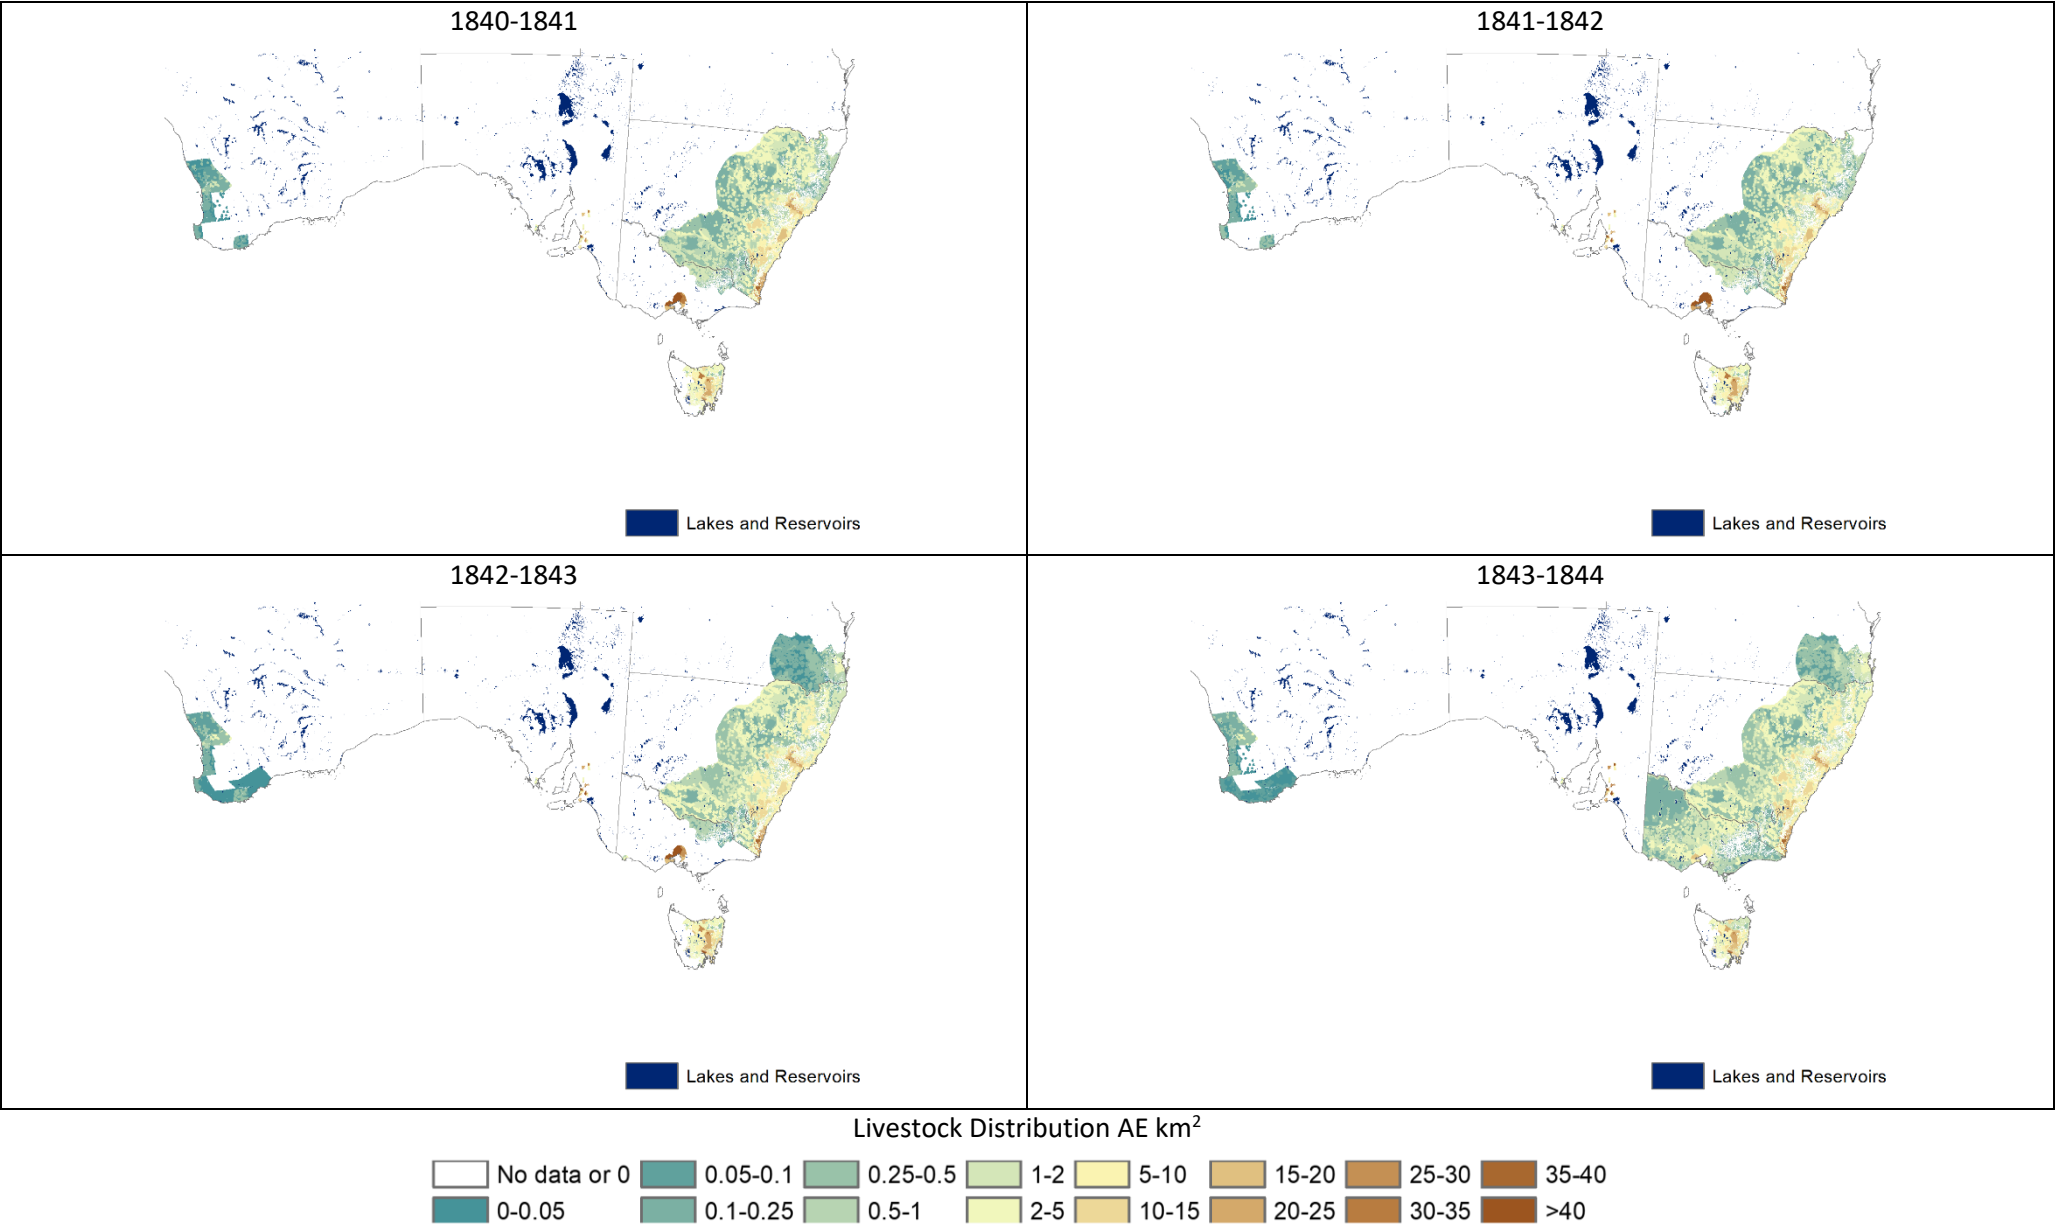 1840-1841
1841-1842
Lakes and Reservoirs
Lakes and Reservoirs
1842-1843
1843-1844
Lakes and Reservoirs
Lakes and Reservoirs
Livestock Distribution AE km²
No data or 0 0.05-0.1 0.25-0.5 1-2 5-10 15-20 25-30 35-40
0-0.05 0.1-0.25 0.5-1 2-5 10-15 20-25 30-35 >40